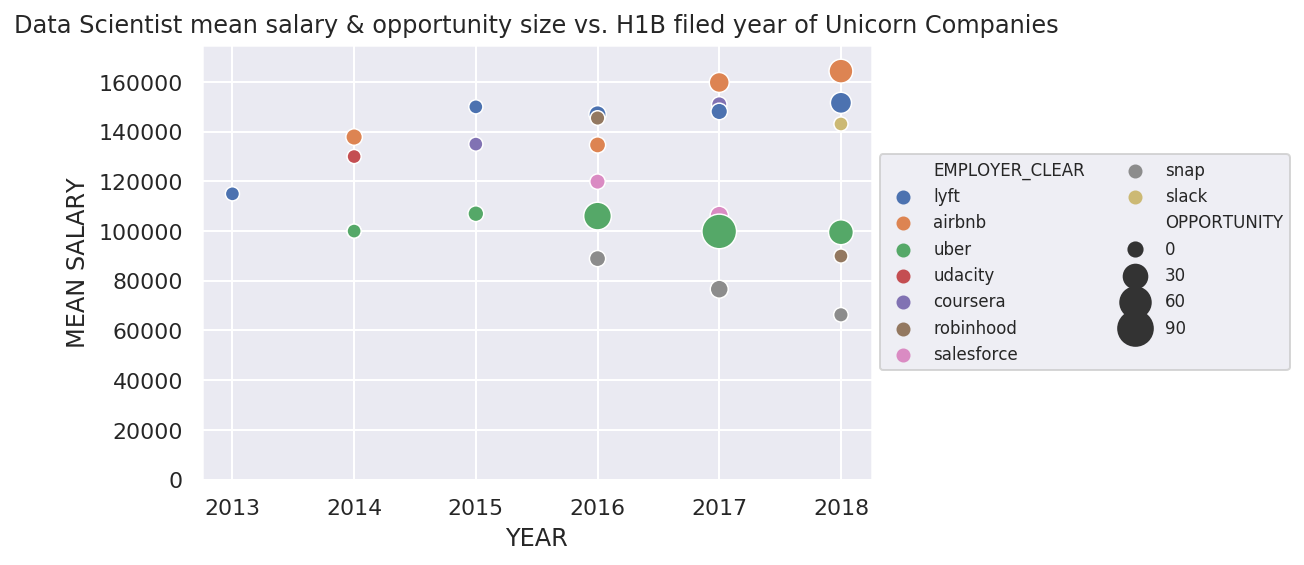 Data Scientist mean salary & opportunity size vs. H1B filed year of Unicorn Companies
160000
140000
120000
100000
80000
60000
40000
20000
0
MEAN SALARY
2013 2014 2015 2016 2017 2018
YEAR
EMPLOYER_CLEAR
lyft
airbnb
uber
udacity
coursera
robinhood
salesforce
snap
slack
OPPORTUNITY
0
30
60
90